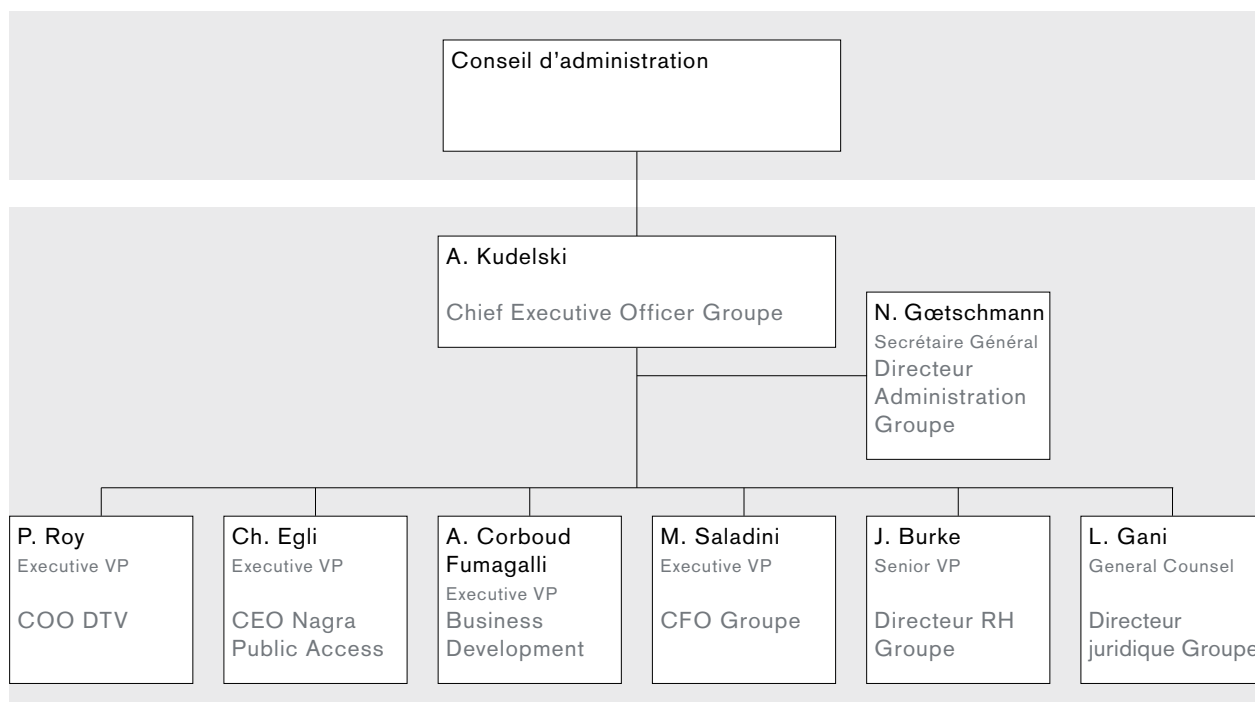 Conseil d’administration
A. Kudelski
Chief Executive Officer Groupe
N. Gœtschmann
Secrétaire Général
Directeur
Administration
Groupe
P. Roy
Executive VP
COO DTV
Ch. Egli
Executive VP
CEO Nagra
Public Access
A. Corboud
Fumagalli
Executive VP
Business
Development
M. Saladini
Executive VP
CFO Groupe
J. Burke
Senior VP
Directeur RH
Groupe
L. Gani
General Counsel
Directeur
juridique Groupe